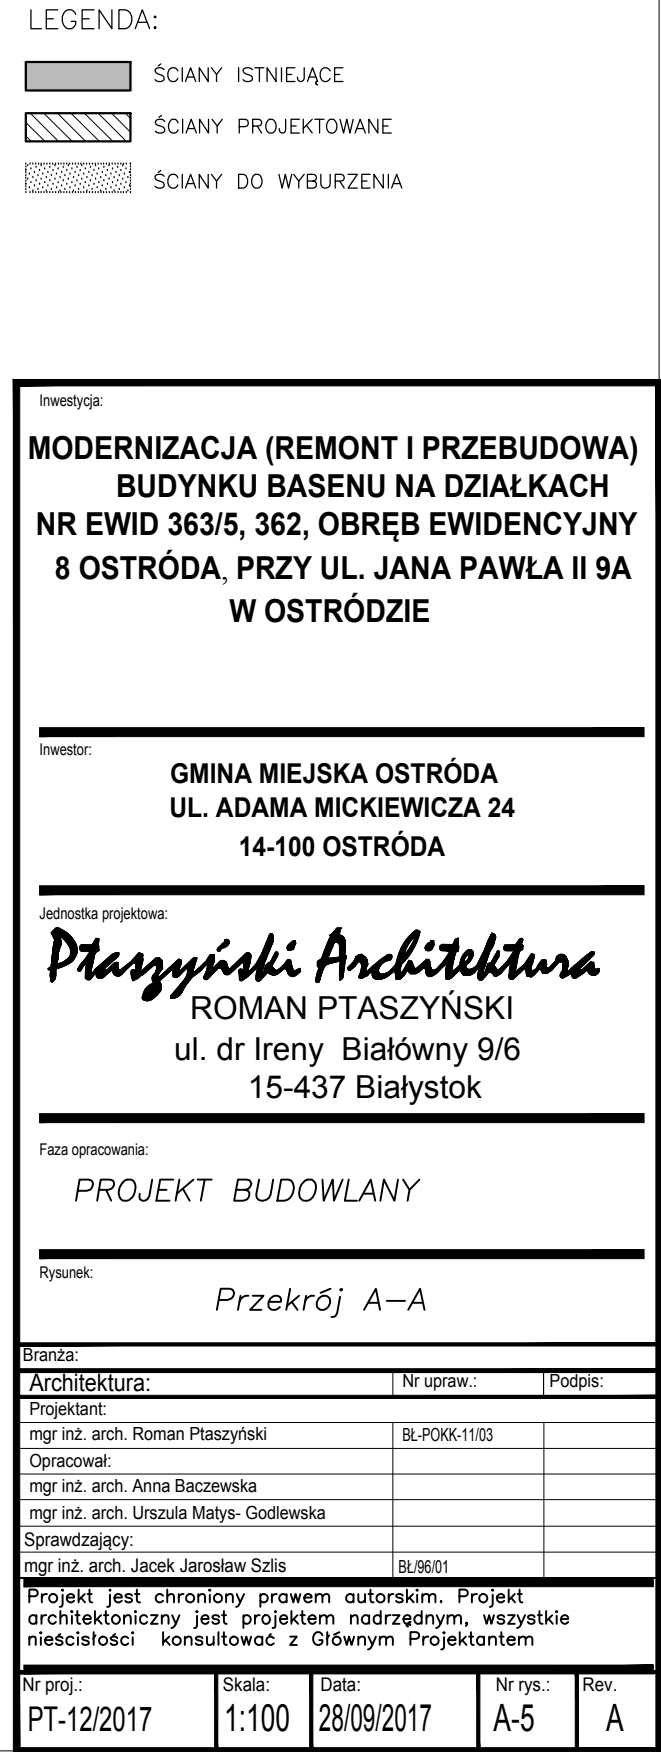 LEGENDA:
ŚCIANY ISTNIEJĄCE
ŚCIANY PROJEKTOWANE
ŚCIANY DO WYBURZENIA
Inwestycja:
MODERNIZACJA (REMONT I PRZEBUDOWA)
BUDYNKU BASENU NA DZIAŁKACH
NR EWID 363/5, 362, OBRĘB EWIDENCYJNY
8 OSTRÓDA, PRZY UL. JANA PAWŁA II 9A
W OSTRÓDZIE
Inwestor:
GMINA MIEJSKA OSTRÓDA
UL. ADAMA MICKIEWICZA 24
14-100 OSTRÓDA
Jednostka projektowa:
Ptaszyński Architektura
ROMAN PTASZYŃSKI
ul. dr Ireny Białówny 9/6
15-437 Białystok
Faza opracowania:
PROJEKT BUDOWLANY
Rysunek:
Przekrój A-A
Branża:
Architektura: Nr upraw.: Podpis:
Projektant:
mgr inż. arch. Roman Ptaszyński BŁ-POKK-11/03
Opracował:
mgr inż. arch. Anna Baczewska
mgr inż. arch. Urszula Matys- Godlewska
Sprawdzający:
mgr inż. arch. Jacek Jarosław Szlis BŁ/96/01
Projekt jest chroniony prawem autorskim. Projekt
architektoniczny jest projektem nadrzędnym, wszystkie
nieścisłości konsultować z Głównym Projektantem
Nr proj.: Skala: Data: Nr rys.: Rev.
PT-12/2017 1:100 28/09/2017 A-5 A